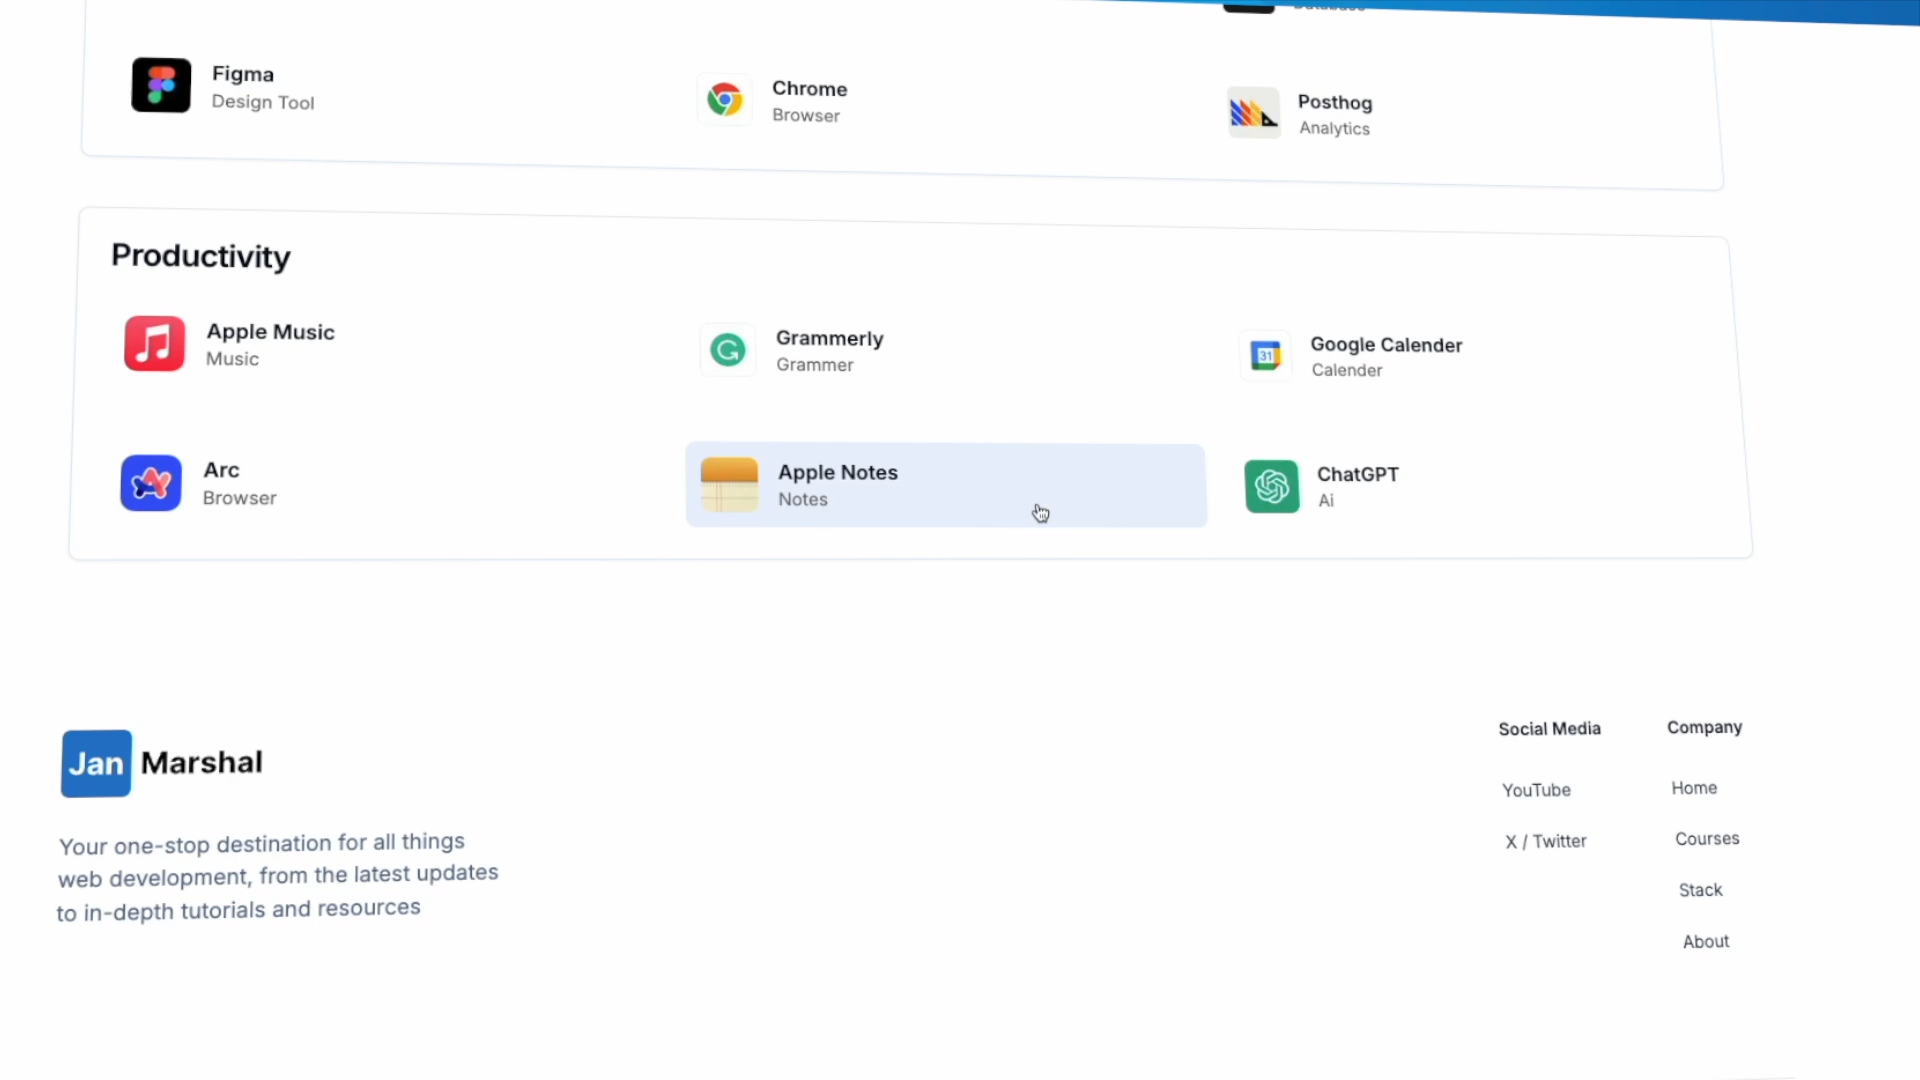 Figma
Design Tool
Chrome
Browser
Posthog
Analytics
Productivity
Apple Music
Music
Grammerly
Grammer
Google Calender
Calender
31
Arc
Browser
Apple Notes
Notes
ChatGPT
Ai
Jan Marshal
Your one-stop destination for all things
web development, from the latest updates
to in-depth tutorials and resources
Social Media
YouTube
X / Twitter
Company
Home
Courses
Stack
About